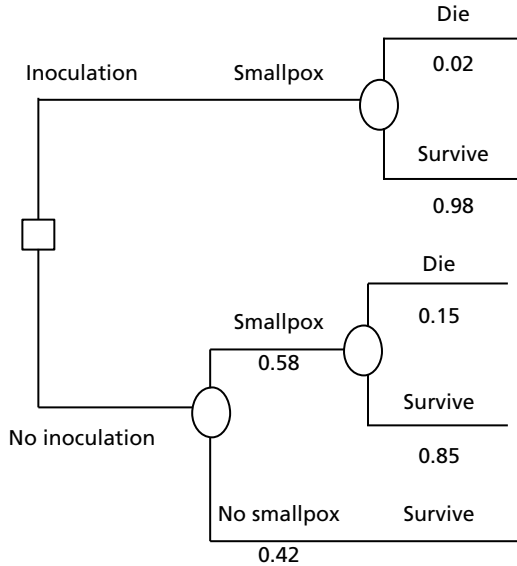 Die
Inoculation Smallpox
0.02
Survive
0.98
Die
Smallpox
0.15
0.58
Survive
No inoculation
0.85
No smallpox Survive
0.42